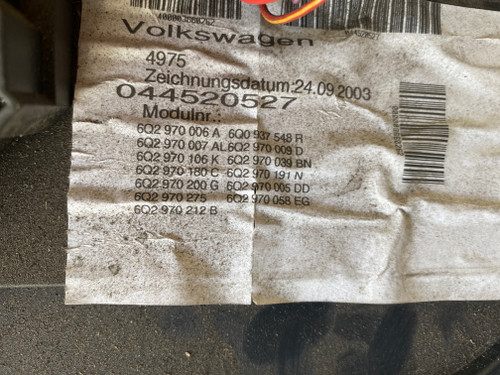 Volkswagen
4975
Zeichnungsdatum:24.09.2003
044520527
Modulnr.:
6Q2 970 006 A 6Q0 937 548 R
6Q2 970 007 AL 6Q2 970 009 D
6Q2 970 106 K 6Q2 970 039 BN
6Q2 970 180 C 6Q2 970 191 N
6Q2 970 200 G 6Q2 970 005 DD
6Q2 970 275 6Q2 970 058 EG
6Q2 970 212 B